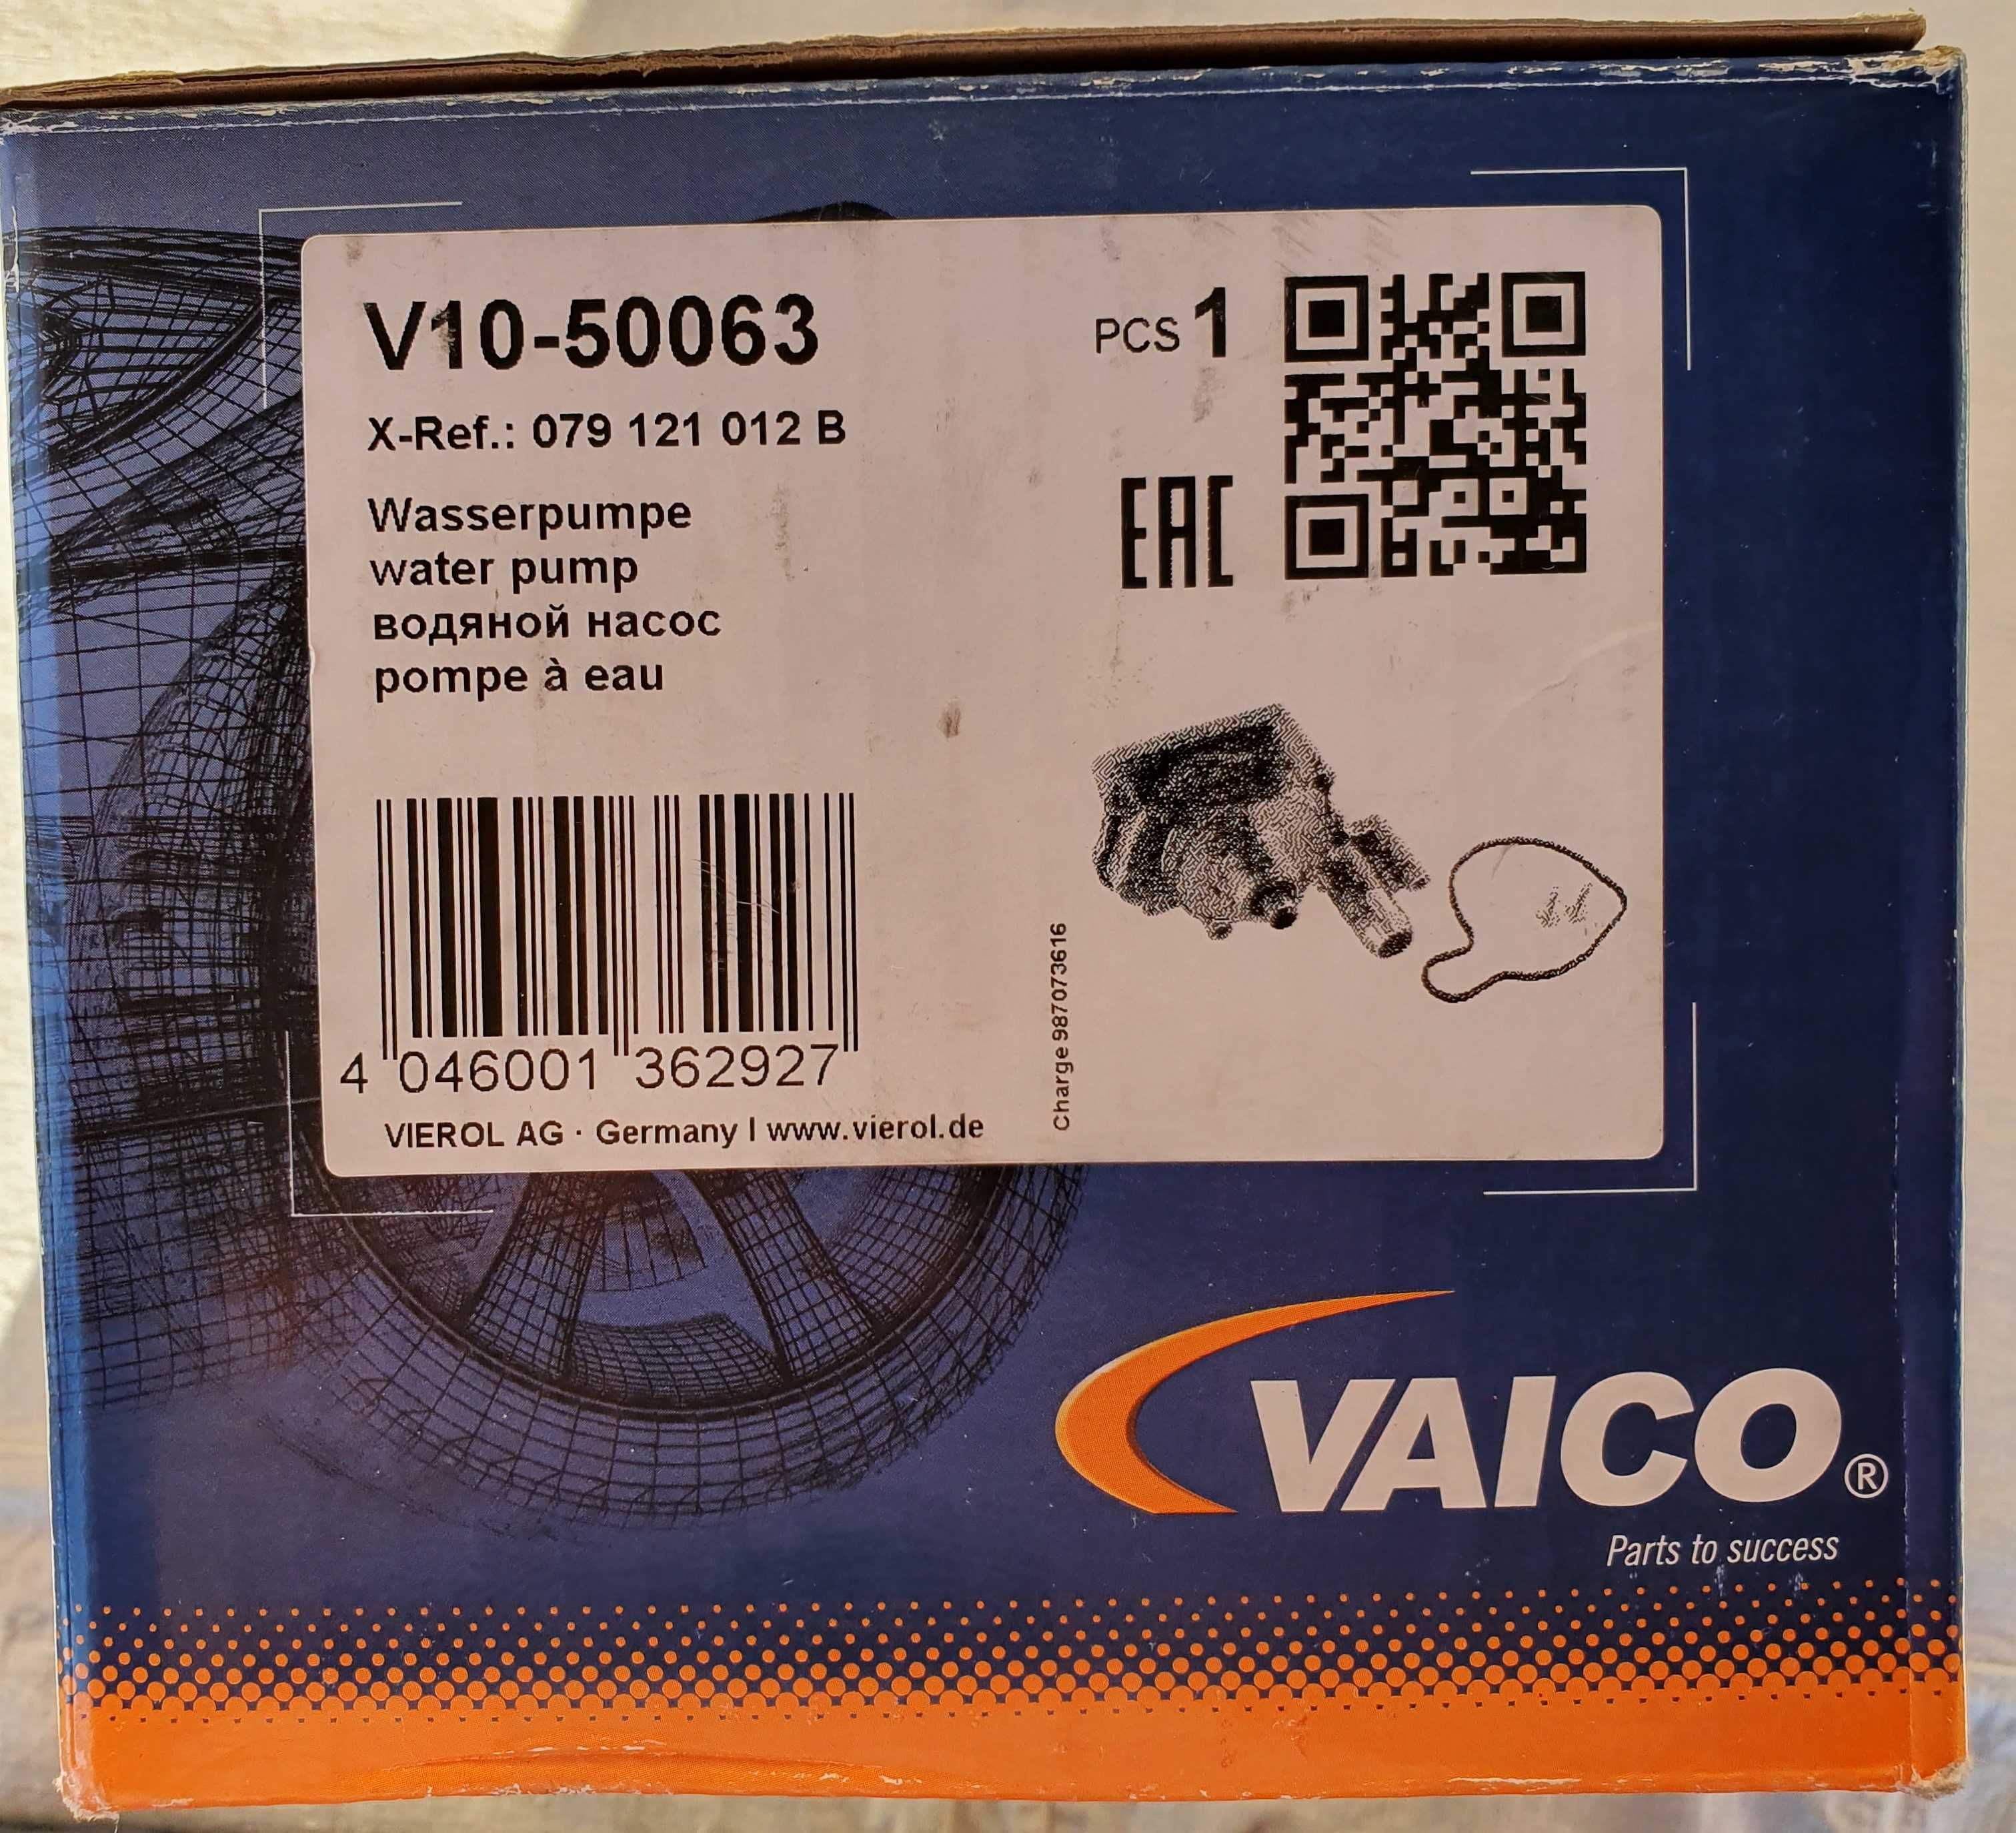 V10-50063
PCS 1
X-Ref.: 079 121 012 B
EAC
Wasserpumpe
water pump
водяной насос
pompe à eau
4 046001 362927
Charge 987073616
VIEROL AG · Germany I www.vierol.de
VAICO®
Parts to success